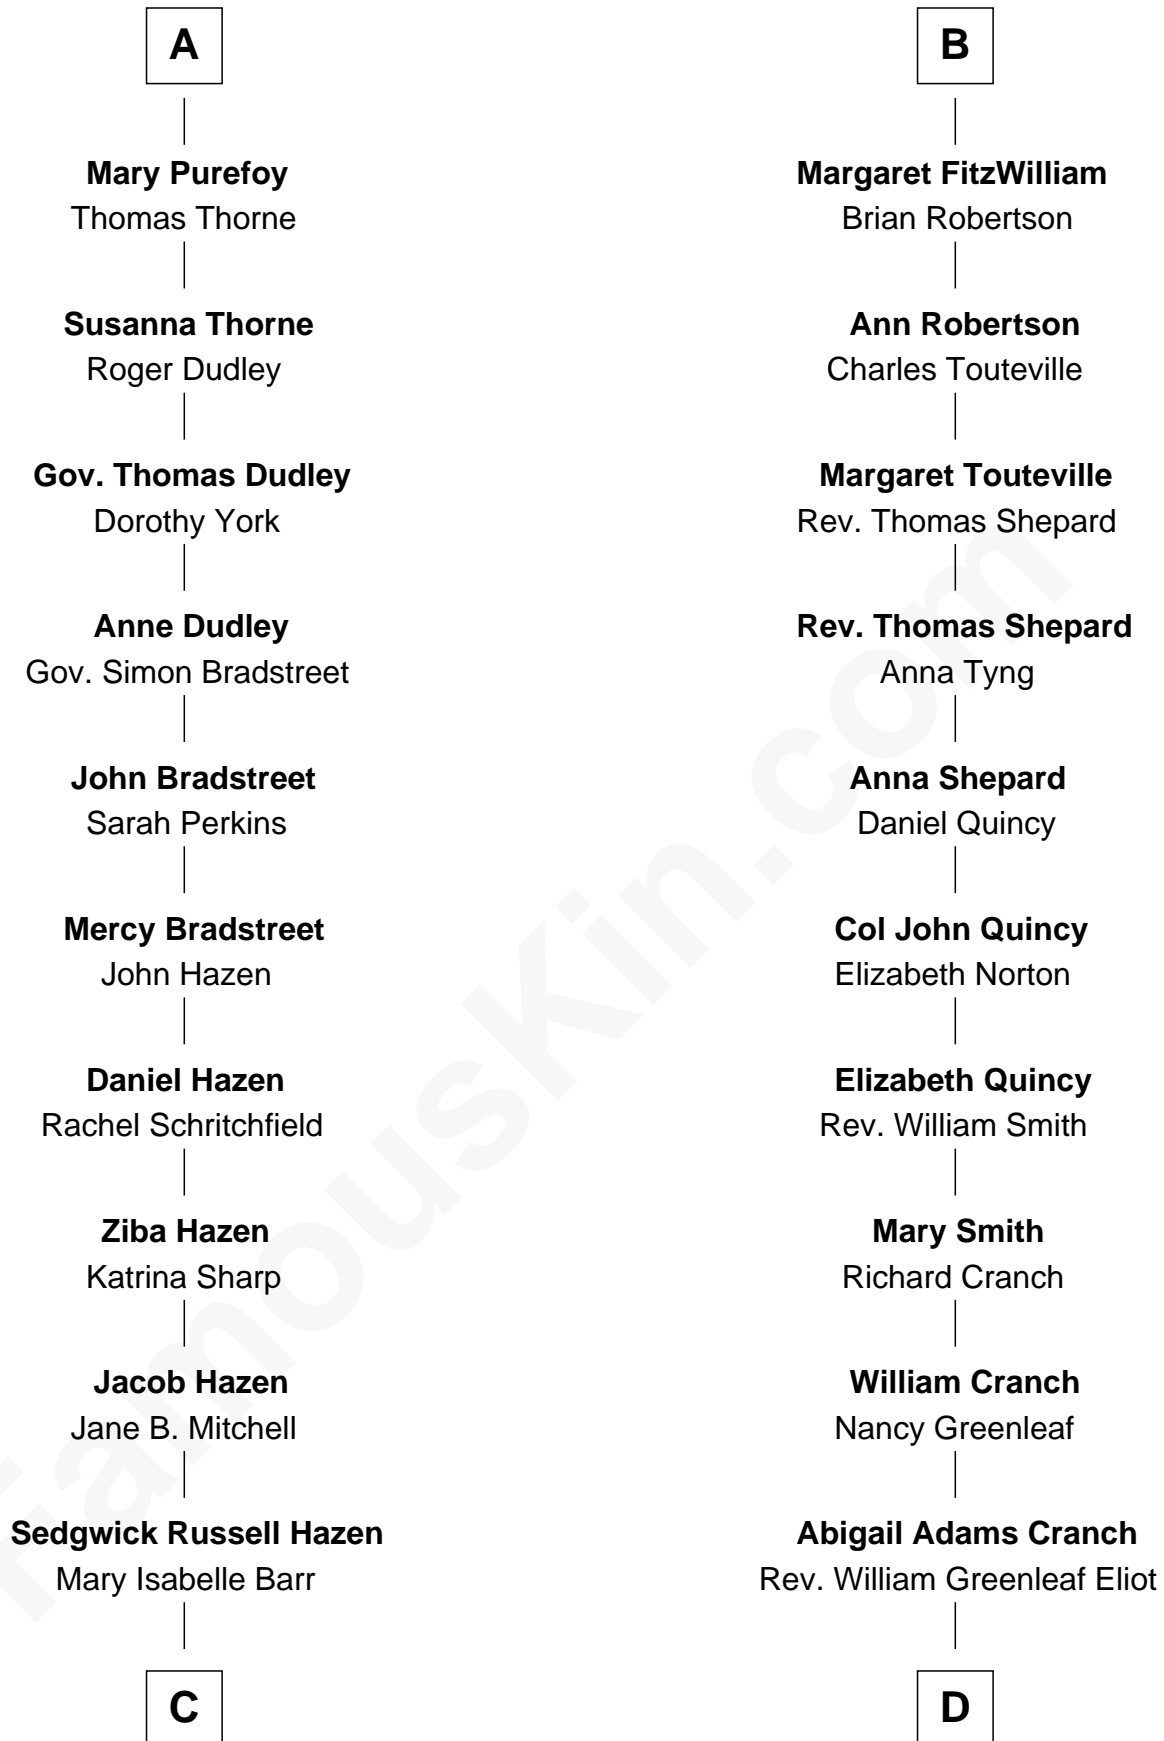 A
Mary Purefoy
Thomas Thorne
Susanna Thorne
Roger Dudley
Gov. Thomas Dudley
Dorothy York
Anne Dudley
Gov. Simon Bradstreet
John Bradstreet
Sarah Perkins
Mercy Bradstreet
John Hazen
Daniel Hazen
Rachel Schritchfield
Ziba Hazen
Katrina Sharp
Jacob Hazen
Jane B. Mitchell
Sedgwick Russell Hazen
Mary Isabelle Barr
C
B
Margaret FitzWilliam
Brian Robertson
Ann Robertson
Charles Touteville
Margaret Touteville
Rev. Thomas Shepard
Rev. Thomas Shepard
Anna Tyng
Anna Shepard
Daniel Quincy
Col John Quincy
Elizabeth Norton
Elizabeth Quincy
Rev. William Smith
Mary Smith
Richard Cranch
William Cranch
Nancy Greenleaf
Abigail Adams Cranch
Rev. William Greenleaf Eliot
D
FamousKin.com